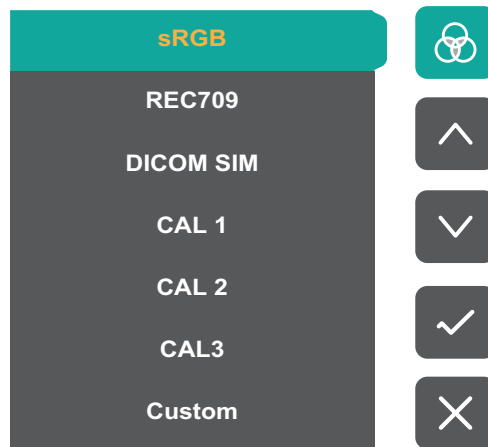 sRGB
REC709
DICOM SIM
CAL 1
CAL 2
CAL3
Custom